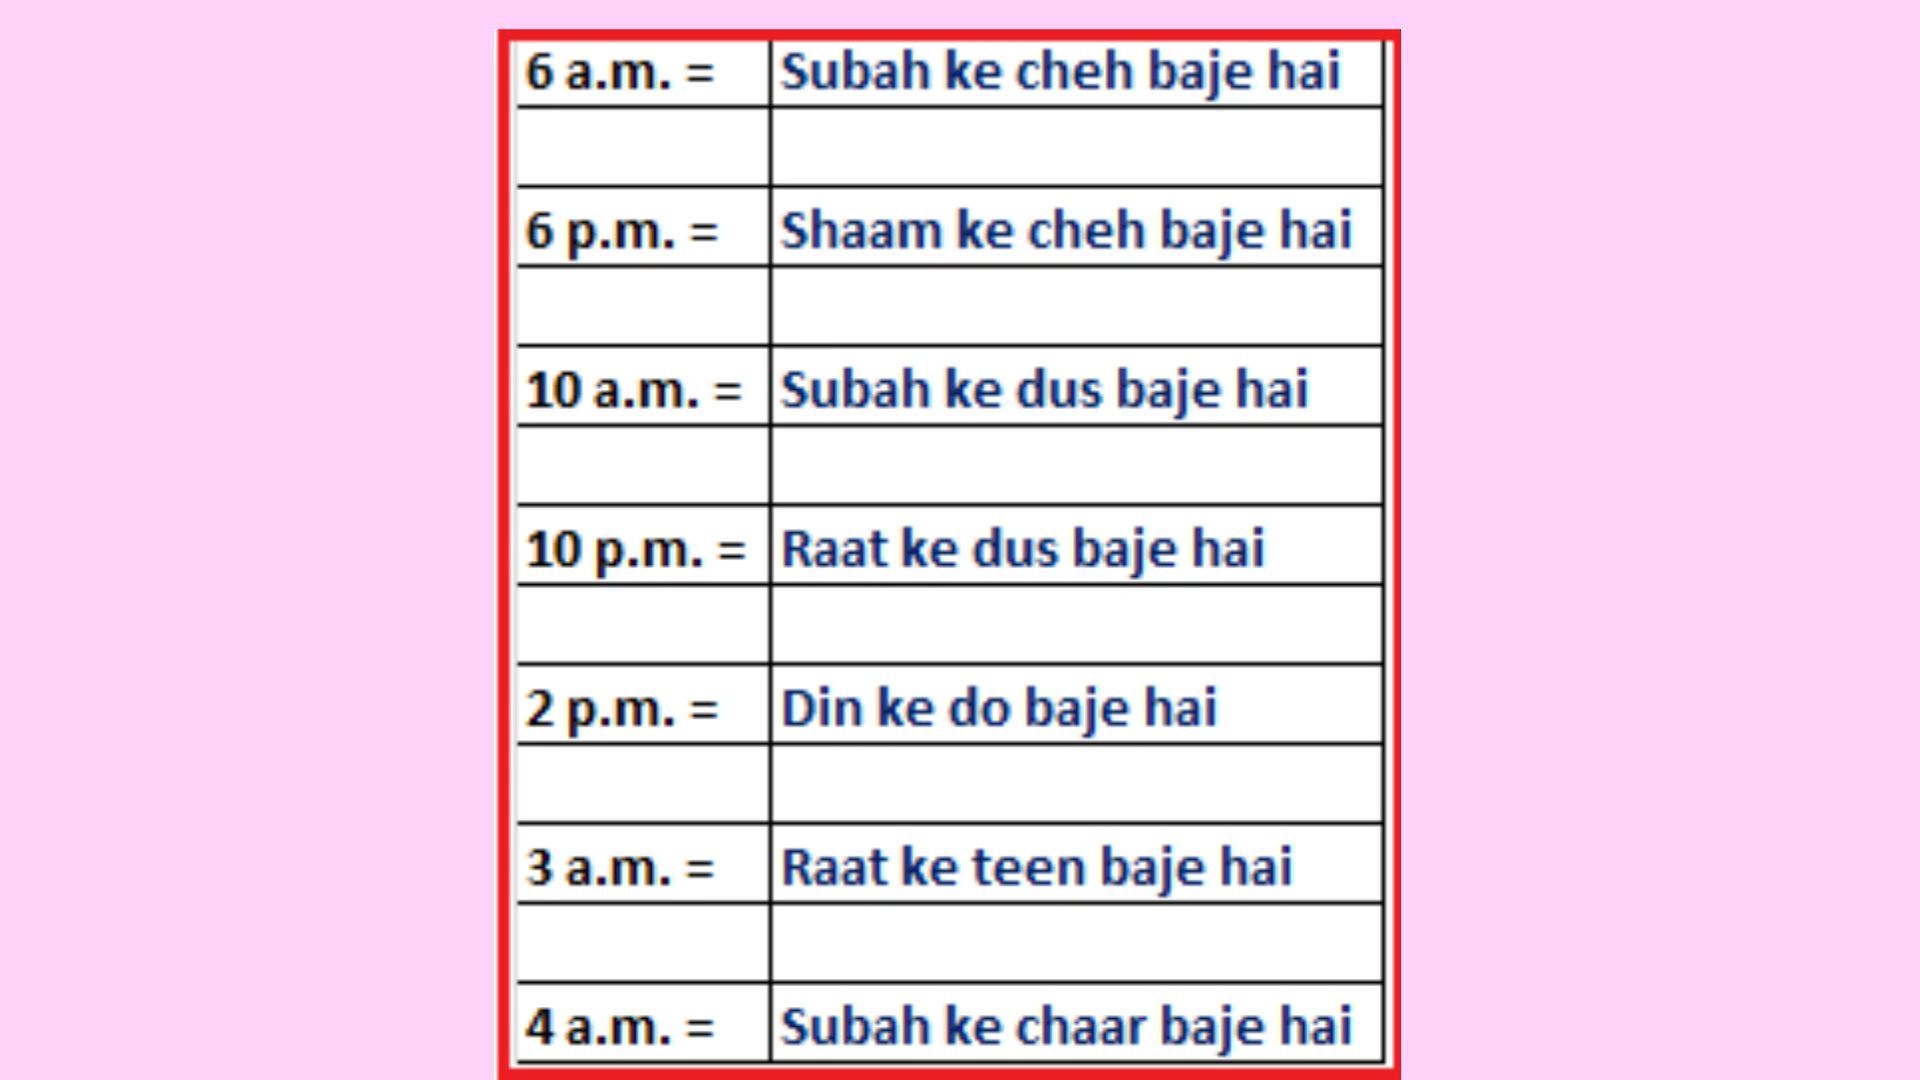 6 a.m. = Subah ke cheh baje hai
6 p.m. = Shaam ke cheh baje hai
10 a.m. = Subah ke dus baje hai
10 p.m. = Raat ke dus baje hai
2 p.m. = Din ke do baje hai
3 a.m. = Raat ke teen baje hai
4 a.m. = Subah ke chaar baje hai